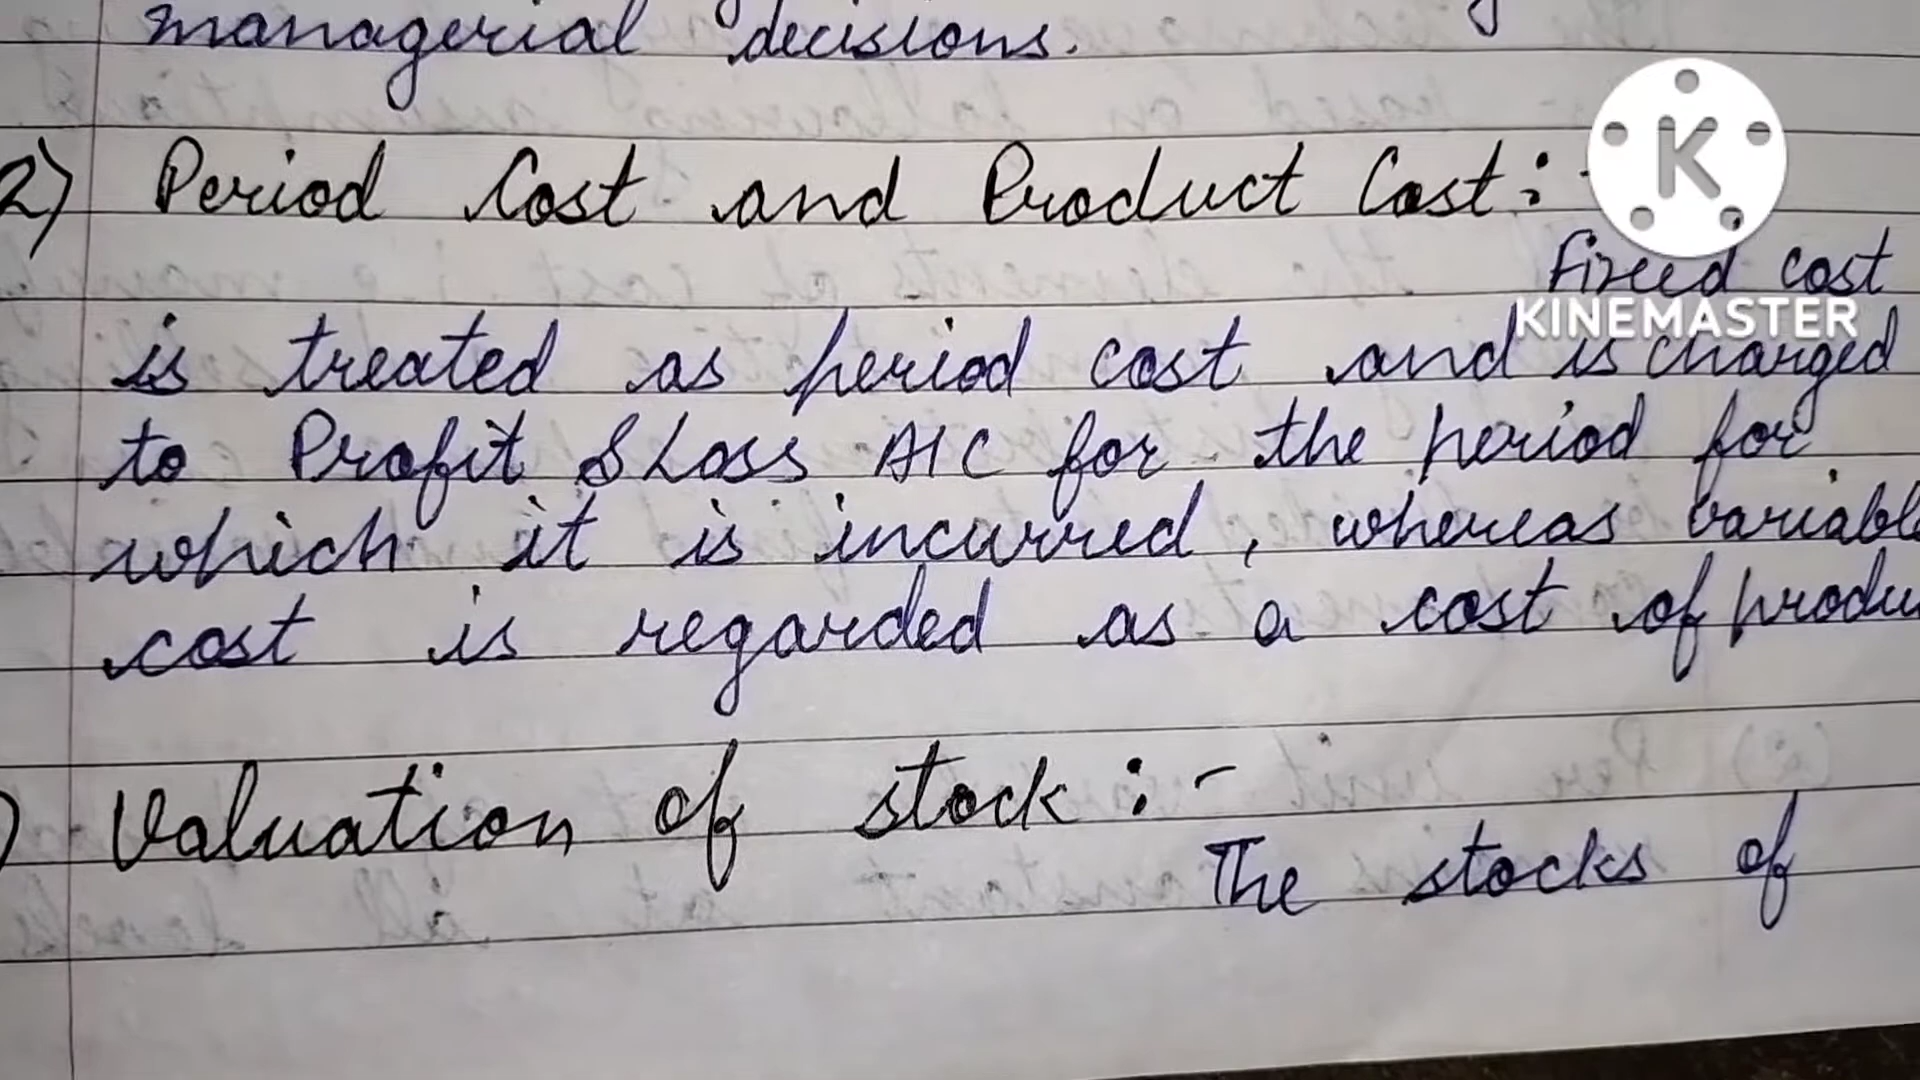 managerial decisions.
2) Period Cost and Product Cost :-
Fixed cost
KINEMASTER
is treated as period cost and is charged
to Profit & Loss A/C for the period for
which it is incurred, whereas variable
cost is regarded as a cost of produ
) Valuation of stock :-
The stocks of